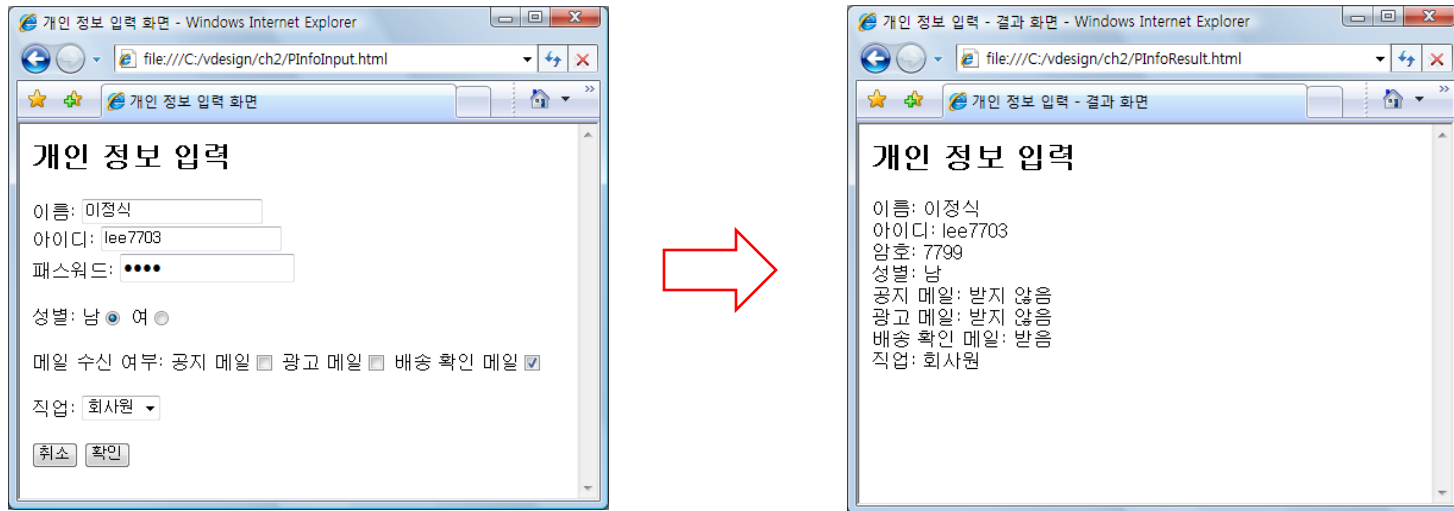 개인 정보 입력 화면 - Windows Internet Explorer
file:///C:/vdesign/ch2/PInfoInput.html
개인 정보 입력 화면
개인 정보 입력
이름: 이정식
아이디: lee7703
패스워드: ••••
성별: 남 여
메일 수신 여부: 공지 메일 광고 메일 배송 확인 메일
직업: 회사원
취소 확인
개인 정보 입력 - 결과 화면 - Windows Internet Explorer
file:///C:/vdesign/ch2/PInfoResult.html
개인 정보 입력 - 결과 화면
개인 정보 입력
이름: 이정식
아이디: lee7703
암호: 7799
성별: 남
공지 메일: 받지 않음
광고 메일: 받지 않음
배송 확인 메일: 받음
직업: 회사원